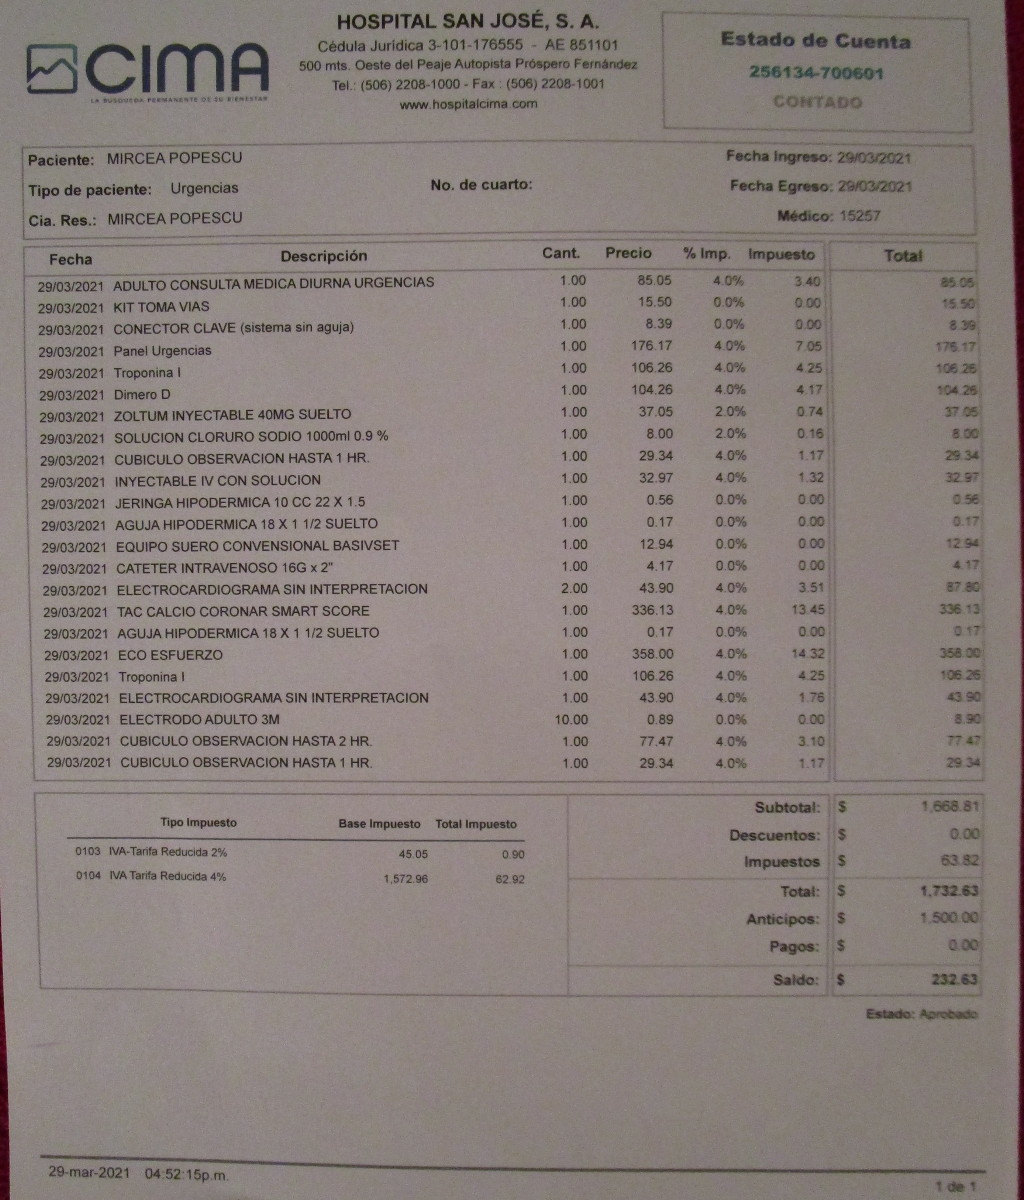 CIMA
LA BÚSQUEDA PERMANENTE DE SU BIENESTAR
HOSPITAL SAN JOSÉ, S. A.
Cédula Jurídica 3-101-176555 - AE 851101
500 mts. Oeste del Peaje Autopista Próspero Fernández
Tel.: (506) 2208-1000 - Fax : (506) 2208-1001
www.hospitalcima.com
Estado de Cuenta
256134-700601
CONTADO
Paciente: MIRCEA POPESCU Fecha Ingreso: 29/03/2021
Tipo de paciente: Urgencias No. de cuarto: Fecha Egreso: 29/03/2021
Cia. Res.: MIRCEA POPESCU Médico: 15257
Fecha Descripción Cant. Precio % Imp. Impuesto Total
29/03/2021 ADULTO CONSULTA MEDICA DIURNA URGENCIAS 1.00 85.05 4.0% 3.40 85.05
29/03/2021 KIT TOMA VIAS 1.00 15.50 0.0% 0.00 15.50
29/03/2021 CONECTOR CLAVE (sistema sin aguja) 1.00 8.39 0.0% 0.00 8.39
29/03/2021 Panel Urgencias 1.00 176.17 4.0% 7.05 176.17
29/03/2021 Troponina I 1.00 106.26 4.0% 4.25 106.26
29/03/2021 Dimero D 1.00 104.26 4.0% 4.17 104.26
29/03/2021 ZOLTUM INYECTABLE 40MG SUELTO 1.00 37.05 2.0% 0.74 37.05
29/03/2021 SOLUCION CLORURO SODIO 1000ml 0.9 % 1.00 8.00 2.0% 0.16 8.00
29/03/2021 CUBICULO OBSERVACION HASTA 1 HR. 1.00 29.34 4.0% 1.17 29.34
29/03/2021 INYECTABLE IV CON SOLUCION 1.00 32.97 4.0% 1.32 32.97
29/03/2021 JERINGA HIPODERMICA 10 CC 22 X 1.5 1.00 0.56 0.0% 0.00 0.56
29/03/2021 AGUJA HIPODERMICA 18 X 1 1/2 SUELTO 1.00 0.17 0.0% 0.00 0.17
29/03/2021 EQUIPO SUERO CONVENSIONAL BASIVSET 1.00 12.94 0.0% 0.00 12.94
29/03/2021 CATETER INTRAVENOSO 16G x 2" 1.00 4.17 0.0% 0.00 4.17
29/03/2021 ELECTROCARDIOGRAMA SIN INTERPRETACION 2.00 43.90 4.0% 3.51 87.80
29/03/2021 TAC CALCIO CORONAR SMART SCORE 1.00 336.13 4.0% 13.45 336.13
29/03/2021 AGUJA HIPODERMICA 18 X 1 1/2 SUELTO 1.00 0.17 0.0% 0.00 0.17
29/03/2021 ECO ESFUERZO 1.00 358.00 4.0% 14.32 358.00
29/03/2021 Troponina I 1.00 106.26 4.0% 4.25 106.26
29/03/2021 ELECTROCARDIOGRAMA SIN INTERPRETACION 1.00 43.90 4.0% 1.76 43.90
29/03/2021 ELECTRODO ADULTO 3M 10.00 0.89 0.0% 0.00 8.90
29/03/2021 CUBICULO OBSERVACION HASTA 2 HR. 1.00 77.47 4.0% 3.10 77.47
29/03/2021 CUBICULO OBSERVACION HASTA 1 HR. 1.00 29.34 4.0% 1.17 29.34
Tipo Impuesto Base Impuesto Total Impuesto
0103 IVA-Tarifa Reducida 2% 45.05 0.90
0104 IVA Tarifa Reducida 4% 1,572.96 62.92
Subtotal: $ 1,668.81
Descuentos: $ 0.00
Impuestos $ 63.82
Total: $ 1,732.63
Anticipos: $ 1,500.00
Pagos: $ 0.00
Saldo: $ 232.63
Estado: Aprobado
29-mar-2021 04:52:15p.m.
1 de 1